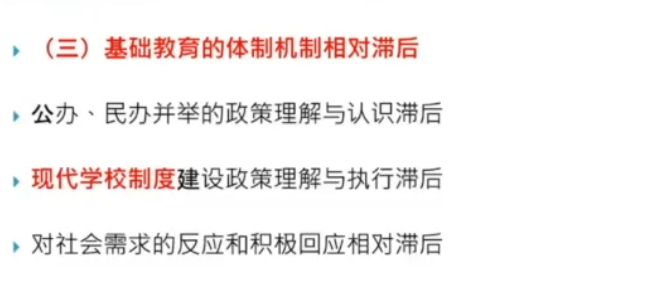 （三）基础教育的体制机制相对滞后
公办、民办并举的政策理解与认识滞后
现代学校制度建设政策理解与执行滞后
对社会需求的反应和积极回应相对滞后